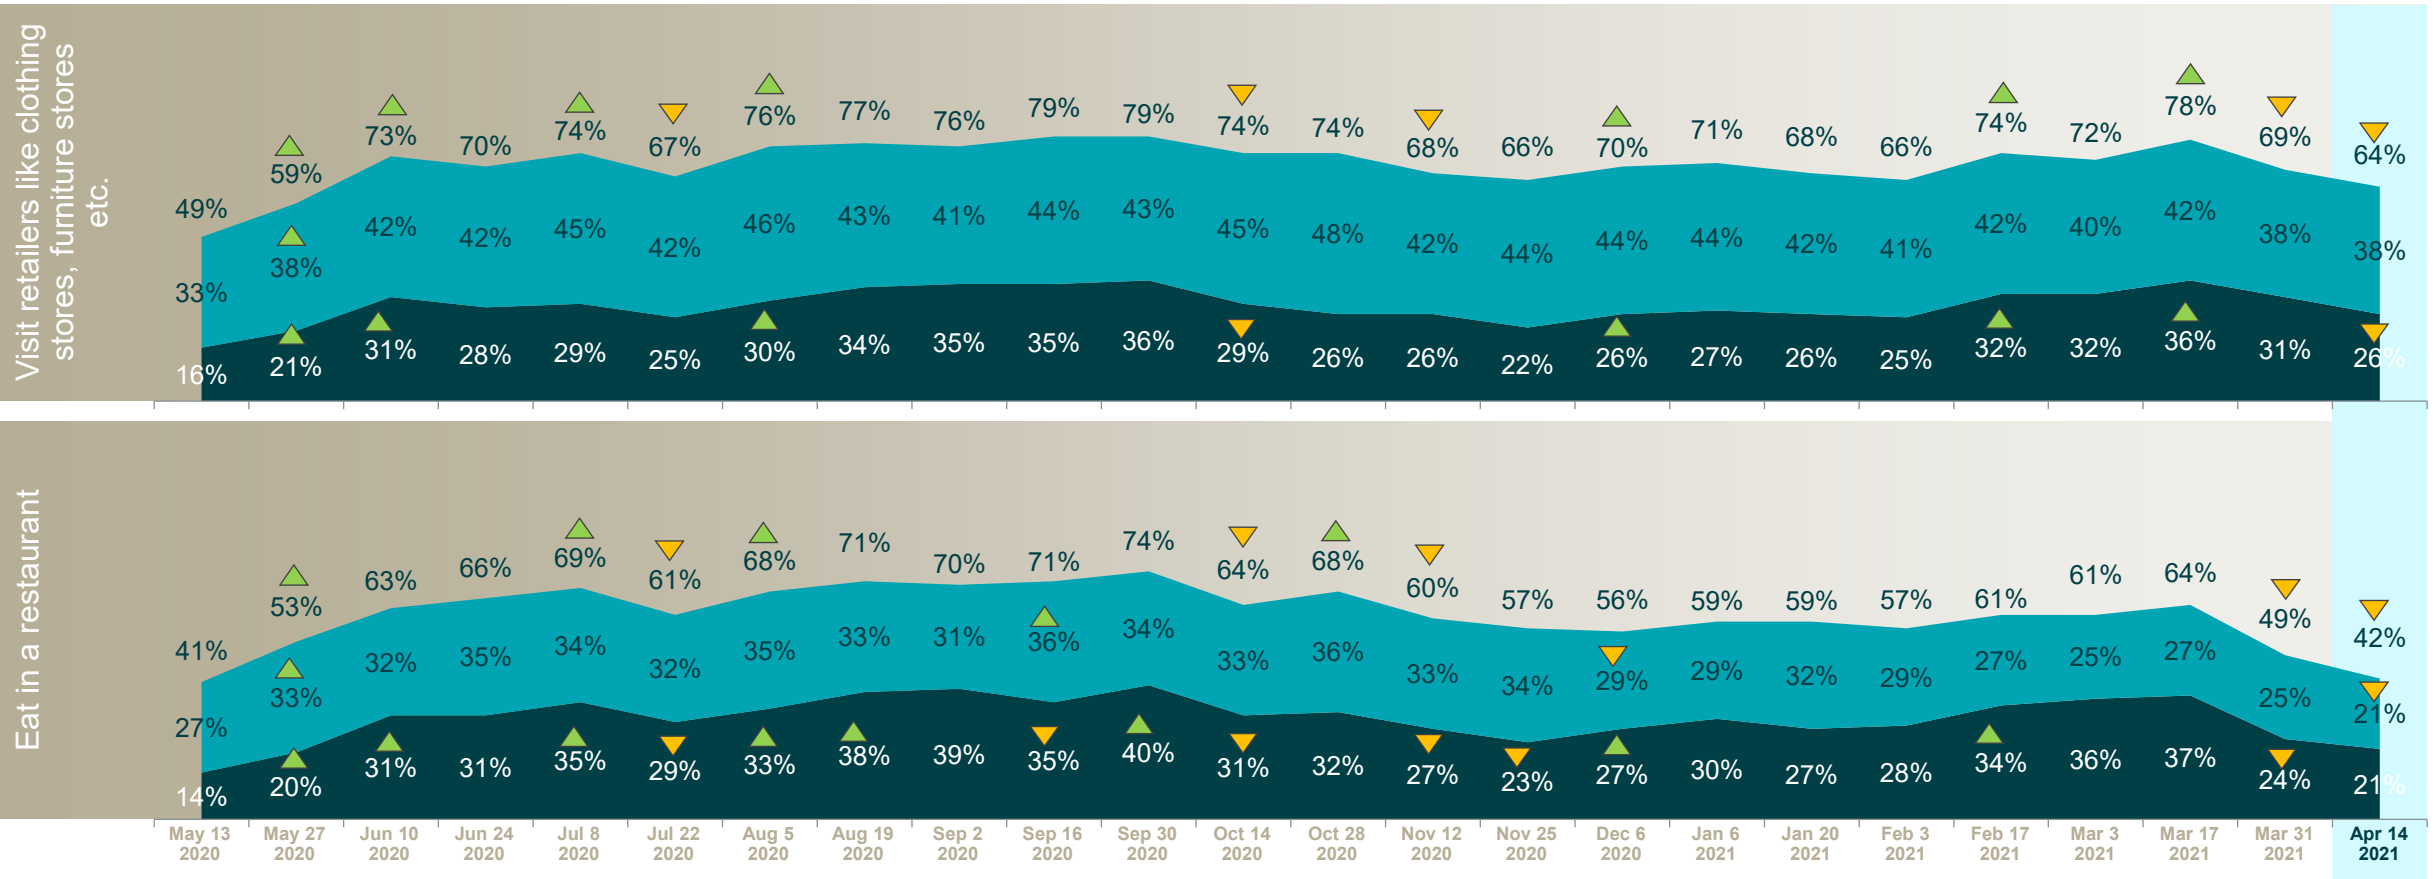 Visit retailers like clothing
stores, furniture stores
etc.
49% 59% 73% 70% 74% 67% 76% 77% 76% 79% 79% 74% 74% 68% 66% 70% 71% 68% 66% 74% 72% 78% 69% 64%
33% 38% 42% 42% 45% 42% 46% 43% 41% 44% 43% 45% 48% 42% 44% 44% 44% 42% 41% 42% 40% 42% 38% 38%
16% 21% 31% 28% 29% 25% 30% 34% 35% 35% 36% 29% 26% 26% 22% 26% 27% 26% 25% 32% 32% 36% 31% 26%
Eat in a restaurant
41% 53% 63% 66% 69% 61% 68% 71% 70% 71% 74% 64% 68% 60% 57% 56% 59% 59% 57% 61% 61% 64% 49% 42%
27% 33% 32% 35% 34% 32% 35% 33% 31% 36% 34% 33% 36% 33% 34% 29% 29% 32% 29% 27% 25% 27% 25% 21%
14% 20% 31% 31% 35% 29% 33% 38% 39% 35% 40% 31% 32% 27% 23% 27% 30% 27% 28% 34% 36% 37% 24% 21%
May 13 May 27 Jun 10 Jun 24 Jul 8 Jul 22 Aug 5 Aug 19 Sep 2 Sep 16 Sep 30 Oct 14 Oct 28 Nov 12 Nov 25 Dec 6 Jan 6 Jan 20 Feb 3 Feb 17 Mar 3 Mar 17 Mar 31 Apr 14
2020 2020 2020 2020 2020 2020 2020 2020 2020 2020 2020 2020 2020 2020 2020 2020 2021 2021 2021 2021 2021 2021 2021 2021